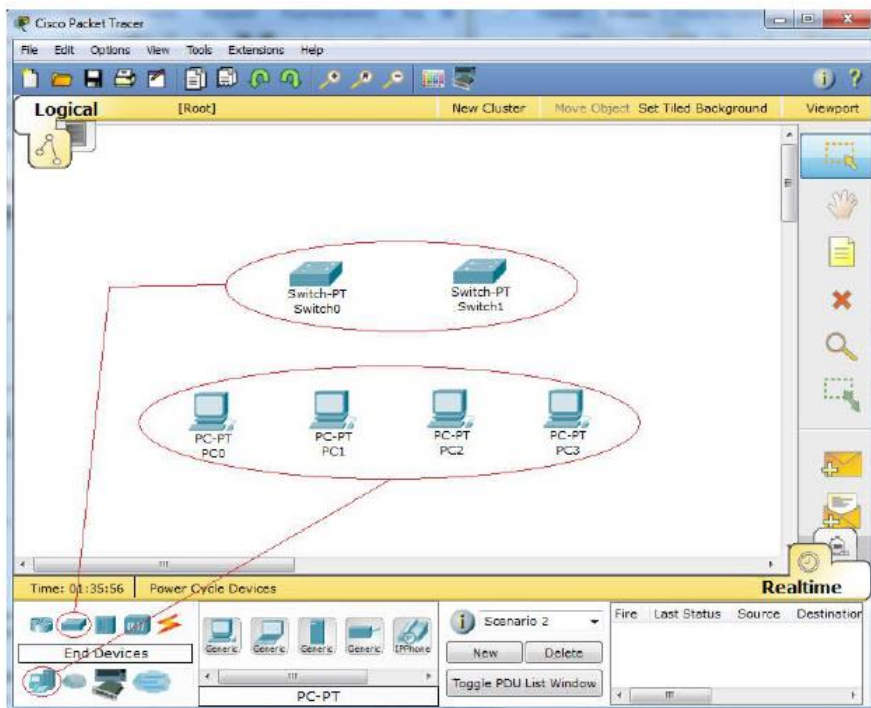 Cisco Packet Tracer
File Edit Options View Tools Extensions Help
Logical [Root] New Cluster Move Object Set Tiled Background Viewport
Switch-PT Switch-PT
Switch0 Switch1
PC-PT PC-PT PC-PT PC-PT
PC0 PC1 PC2 PC3
Time: 01:35:56 Power Cycle Devices Realtime
Scenario 2 Fire Last Status Source Destination
Generic Generic Generic Generic IPPhone
End Devices New Delete
Toggle PDU List Window
PC-PT